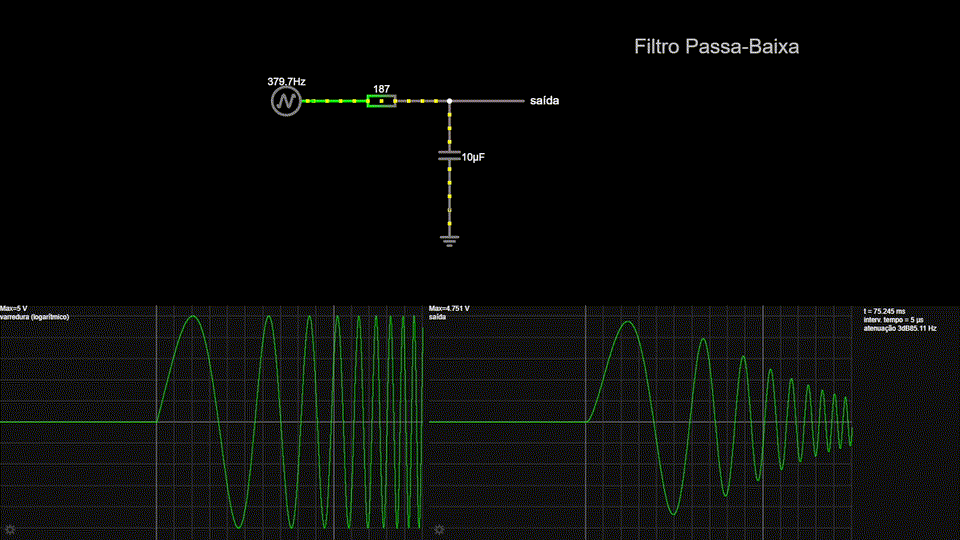 Filtro Passa-Baixa
379.7Hz
187
saída
10µF
Max=5 V
varredura (logarítmico)
Max=4.751 V
saída
t = 75.245 ms
interv. tempo = 5 µs
atenuação 3dB85.11 Hz